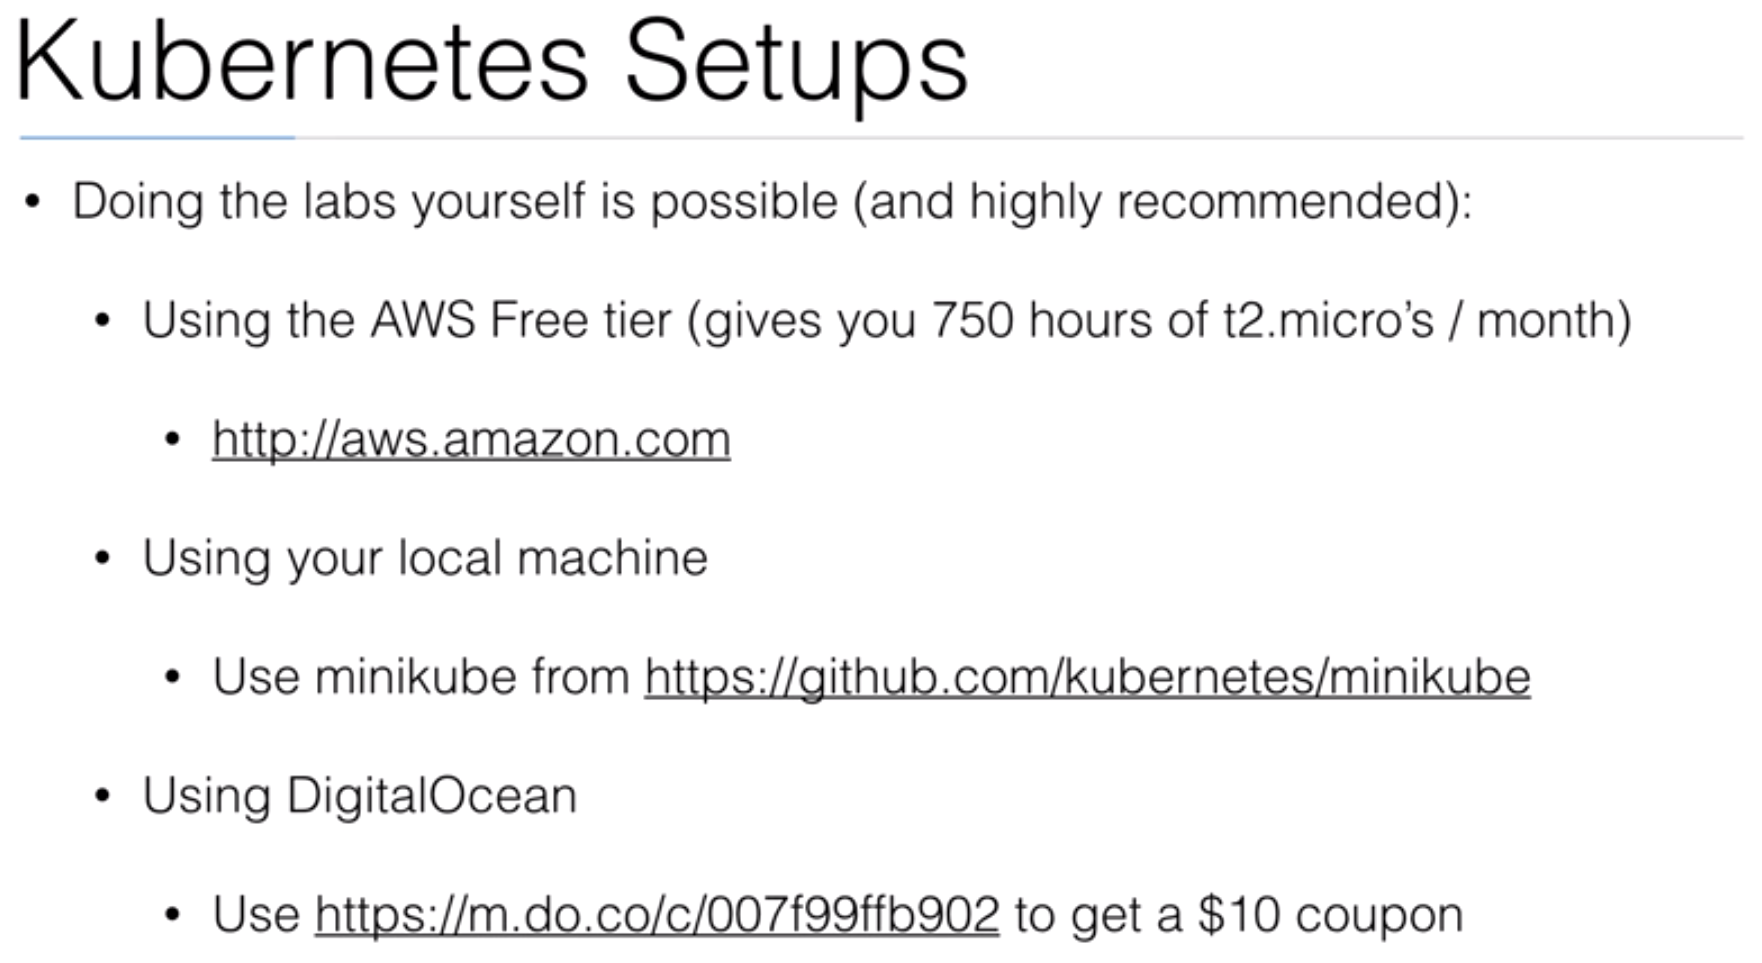 Kubernetes Setups
• Doing the labs yourself is possible (and highly recommended):
• Using the AWS Free tier (gives you 750 hours of t2.micro’s / month)
• http://aws.amazon.com
• Using your local machine
• Use minikube from https://github.com/kubernetes/minikube
• Using DigitalOcean
• Use https://m.do.co/c/007f99ffb902 to get a $10 coupon